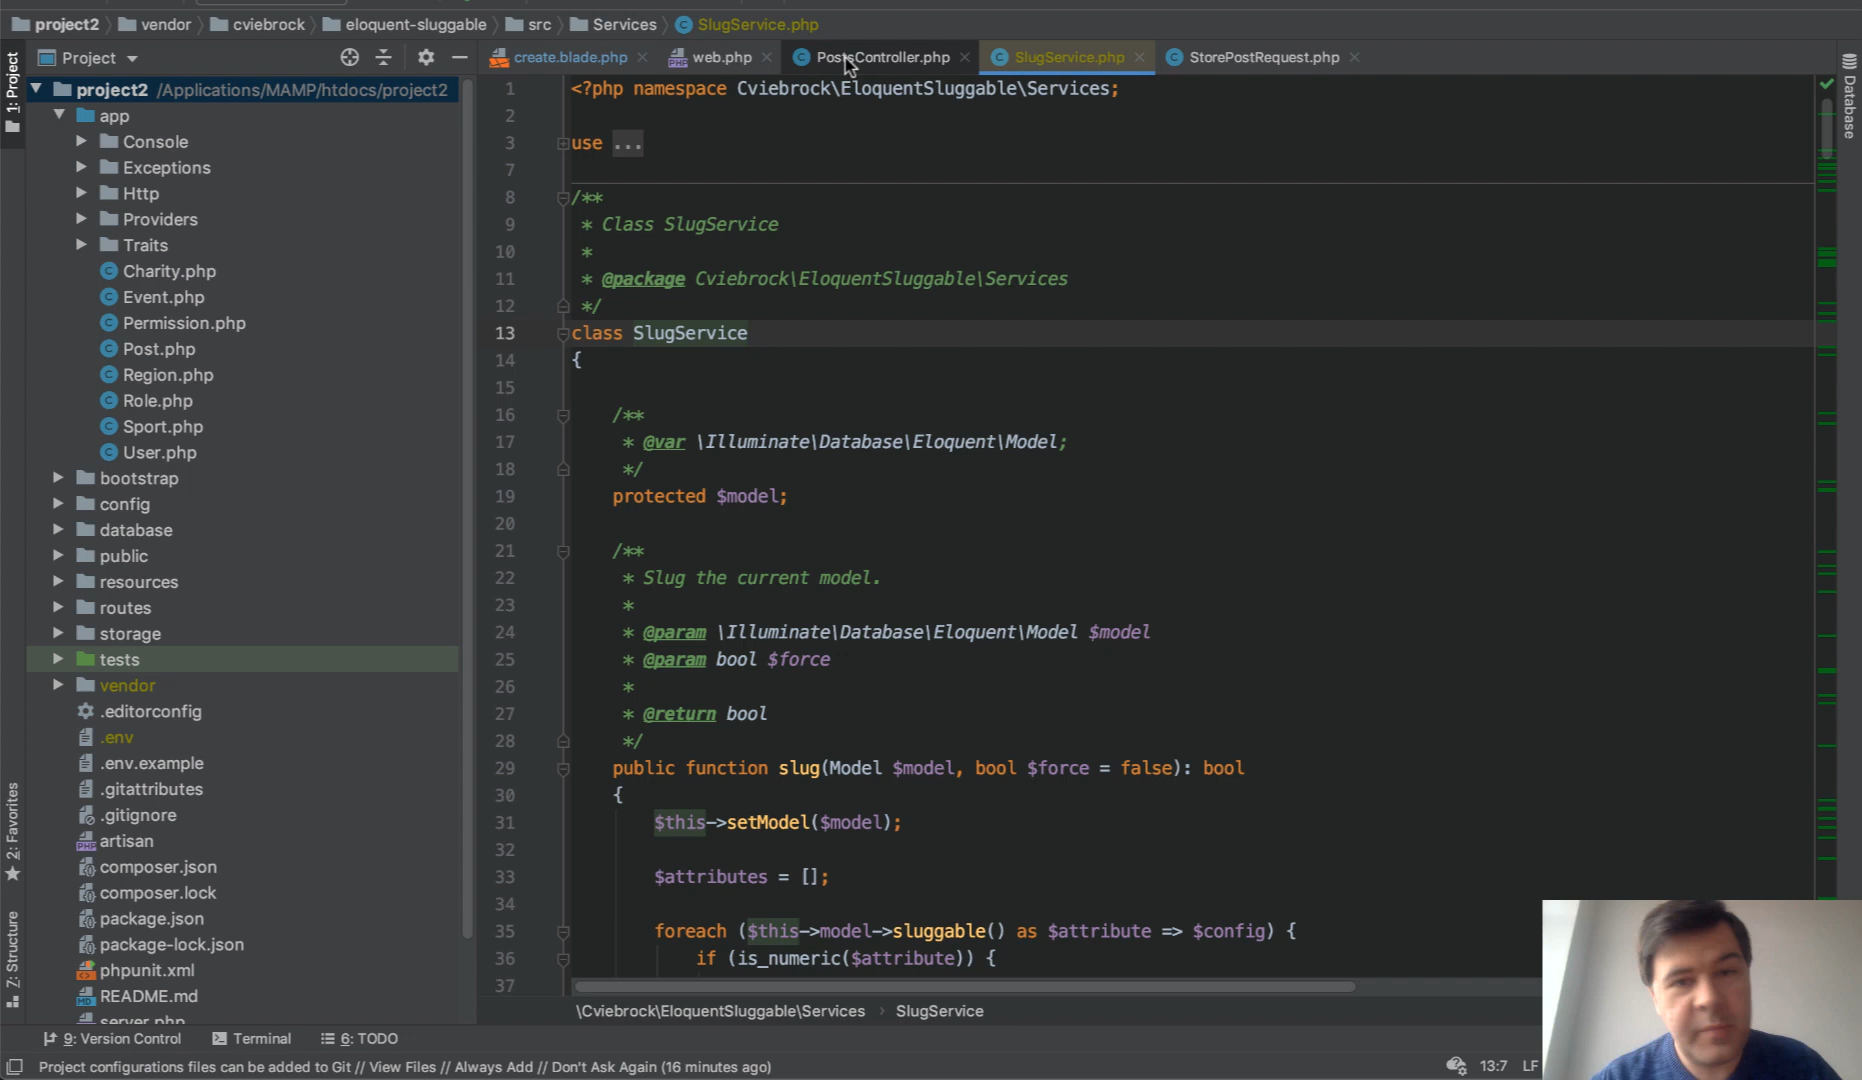 project2 vendor cviebrock eloquent-sluggable src Services SlugService.php
Project
create.blade.php web.php PostsController.php SlugService.php StorePostRequest.php
1: Project
2: Favorites
7: Structure
Database
project2 /Applications/MAMP/htdocs/project2
app
Console
Exceptions
Http
Providers
Traits
Charity.php
Event.php
Permission.php
Post.php
Region.php
Role.php
Sport.php
User.php
bootstrap
config
database
public
resources
routes
storage
tests
vendor
.editorconfig
.env
.env.example
.gitattributes
.gitignore
artisan
composer.json
composer.lock
package.json
package-lock.json
phpunit.xml
README.md
server.php
1 <?php namespace Cviebrock\EloquentSluggable\Services;
2
3 use ...
7
8 /**
9 * Class SlugService
10 *
11 * @package Cviebrock\EloquentSluggable\Services
12 */
13 class SlugService
14 {
15
16 /**
17 * @var \Illuminate\Database\Eloquent\Model;
18 */
19 protected $model;
20
21 /**
22 * Slug the current model.
23 *
24 * @param \Illuminate\Database\Eloquent\Model $model
25 * @param bool $force
26 *
27 * @return bool
28 */
29 public function slug(Model $model, bool $force = false): bool
30 {
31 $this->setModel($model);
32
33 $attributes = [];
34
35 foreach ($this->model->sluggable() as $attribute => $config) {
36 if (is_numeric($attribute)) {
37
\Cviebrock\EloquentSluggable\Services › SlugService
9: Version Control Terminal 6: TODO
Project configurations files can be added to Git // View Files // Always Add // Don't Ask Again (16 minutes ago)
13:7 LF